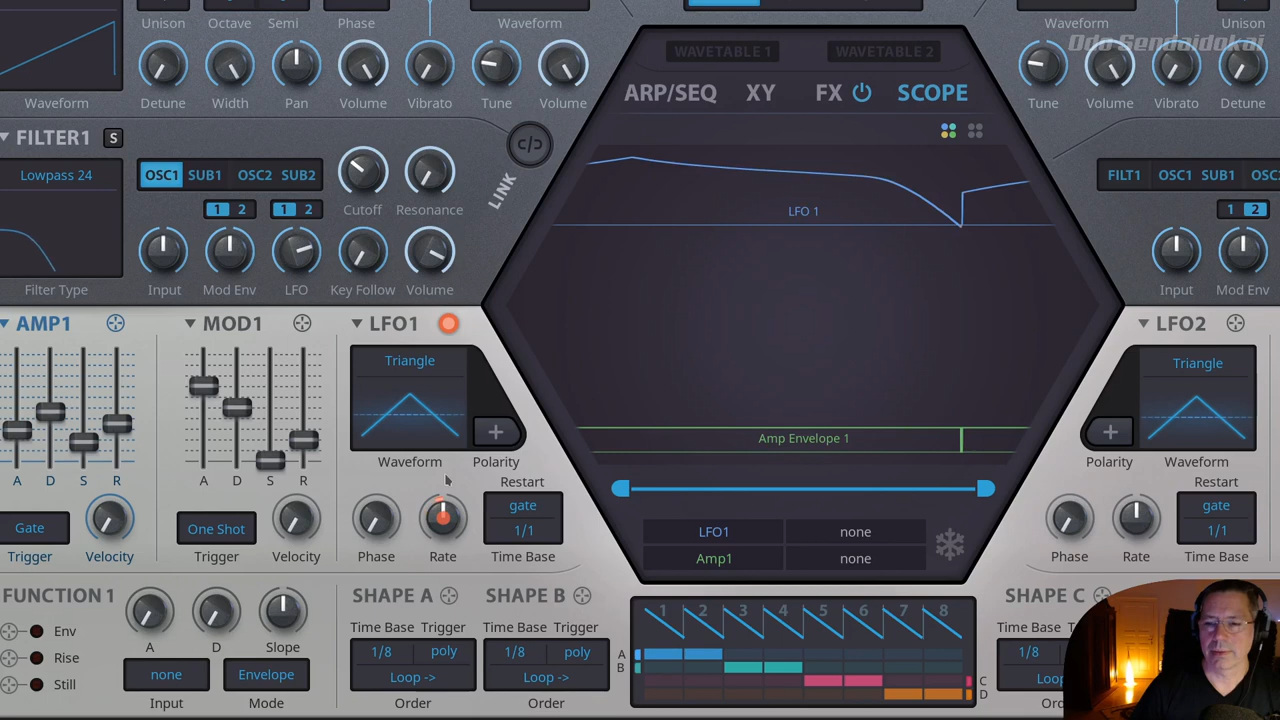 Unison Octave Semi Phase Waveform
Waveform Unison
Odo Sendaidokai
WAVETABLE 1 WAVETABLE 2
Waveform Detune Width Pan Volume Vibrato Tune Volume
Tune Volume Vibrato Detune
ARP/SEQ XY FX SCOPE
FILTER1 S
Lowpass 24
OSC1 SUB1 OSC2 SUB2
1 2 1 2
Cutoff Resonance
LINK
Filter Type Input Mod Env LFO Key Follow Volume
LFO 1
FILT1 OSC1 SUB1
1 2
Input Mod Env
AMP1
A D S R
Gate
Trigger Velocity
MOD1
A D S R
One Shot
Trigger Velocity
LFO1
Triangle
Waveform Polarity
Restart
gate
1/1
Phase Rate Time Base
Amp Envelope 1
LFO1 none
Amp1 none
LFO2
Triangle
Polarity Waveform
Restart
gate
1/1
Phase Rate Time Base
FUNCTION 1
Env
Rise
Still
A D Slope
none Envelope
Input Mode
SHAPE A
Time Base Trigger
1/8 poly
Loop ->
Order
SHAPE B
Time Base Trigger
1/8 poly
Loop ->
Order
1 2 3 4 5 6 7 8
A
B
C
D
SHAPE C
Time Base
1/8